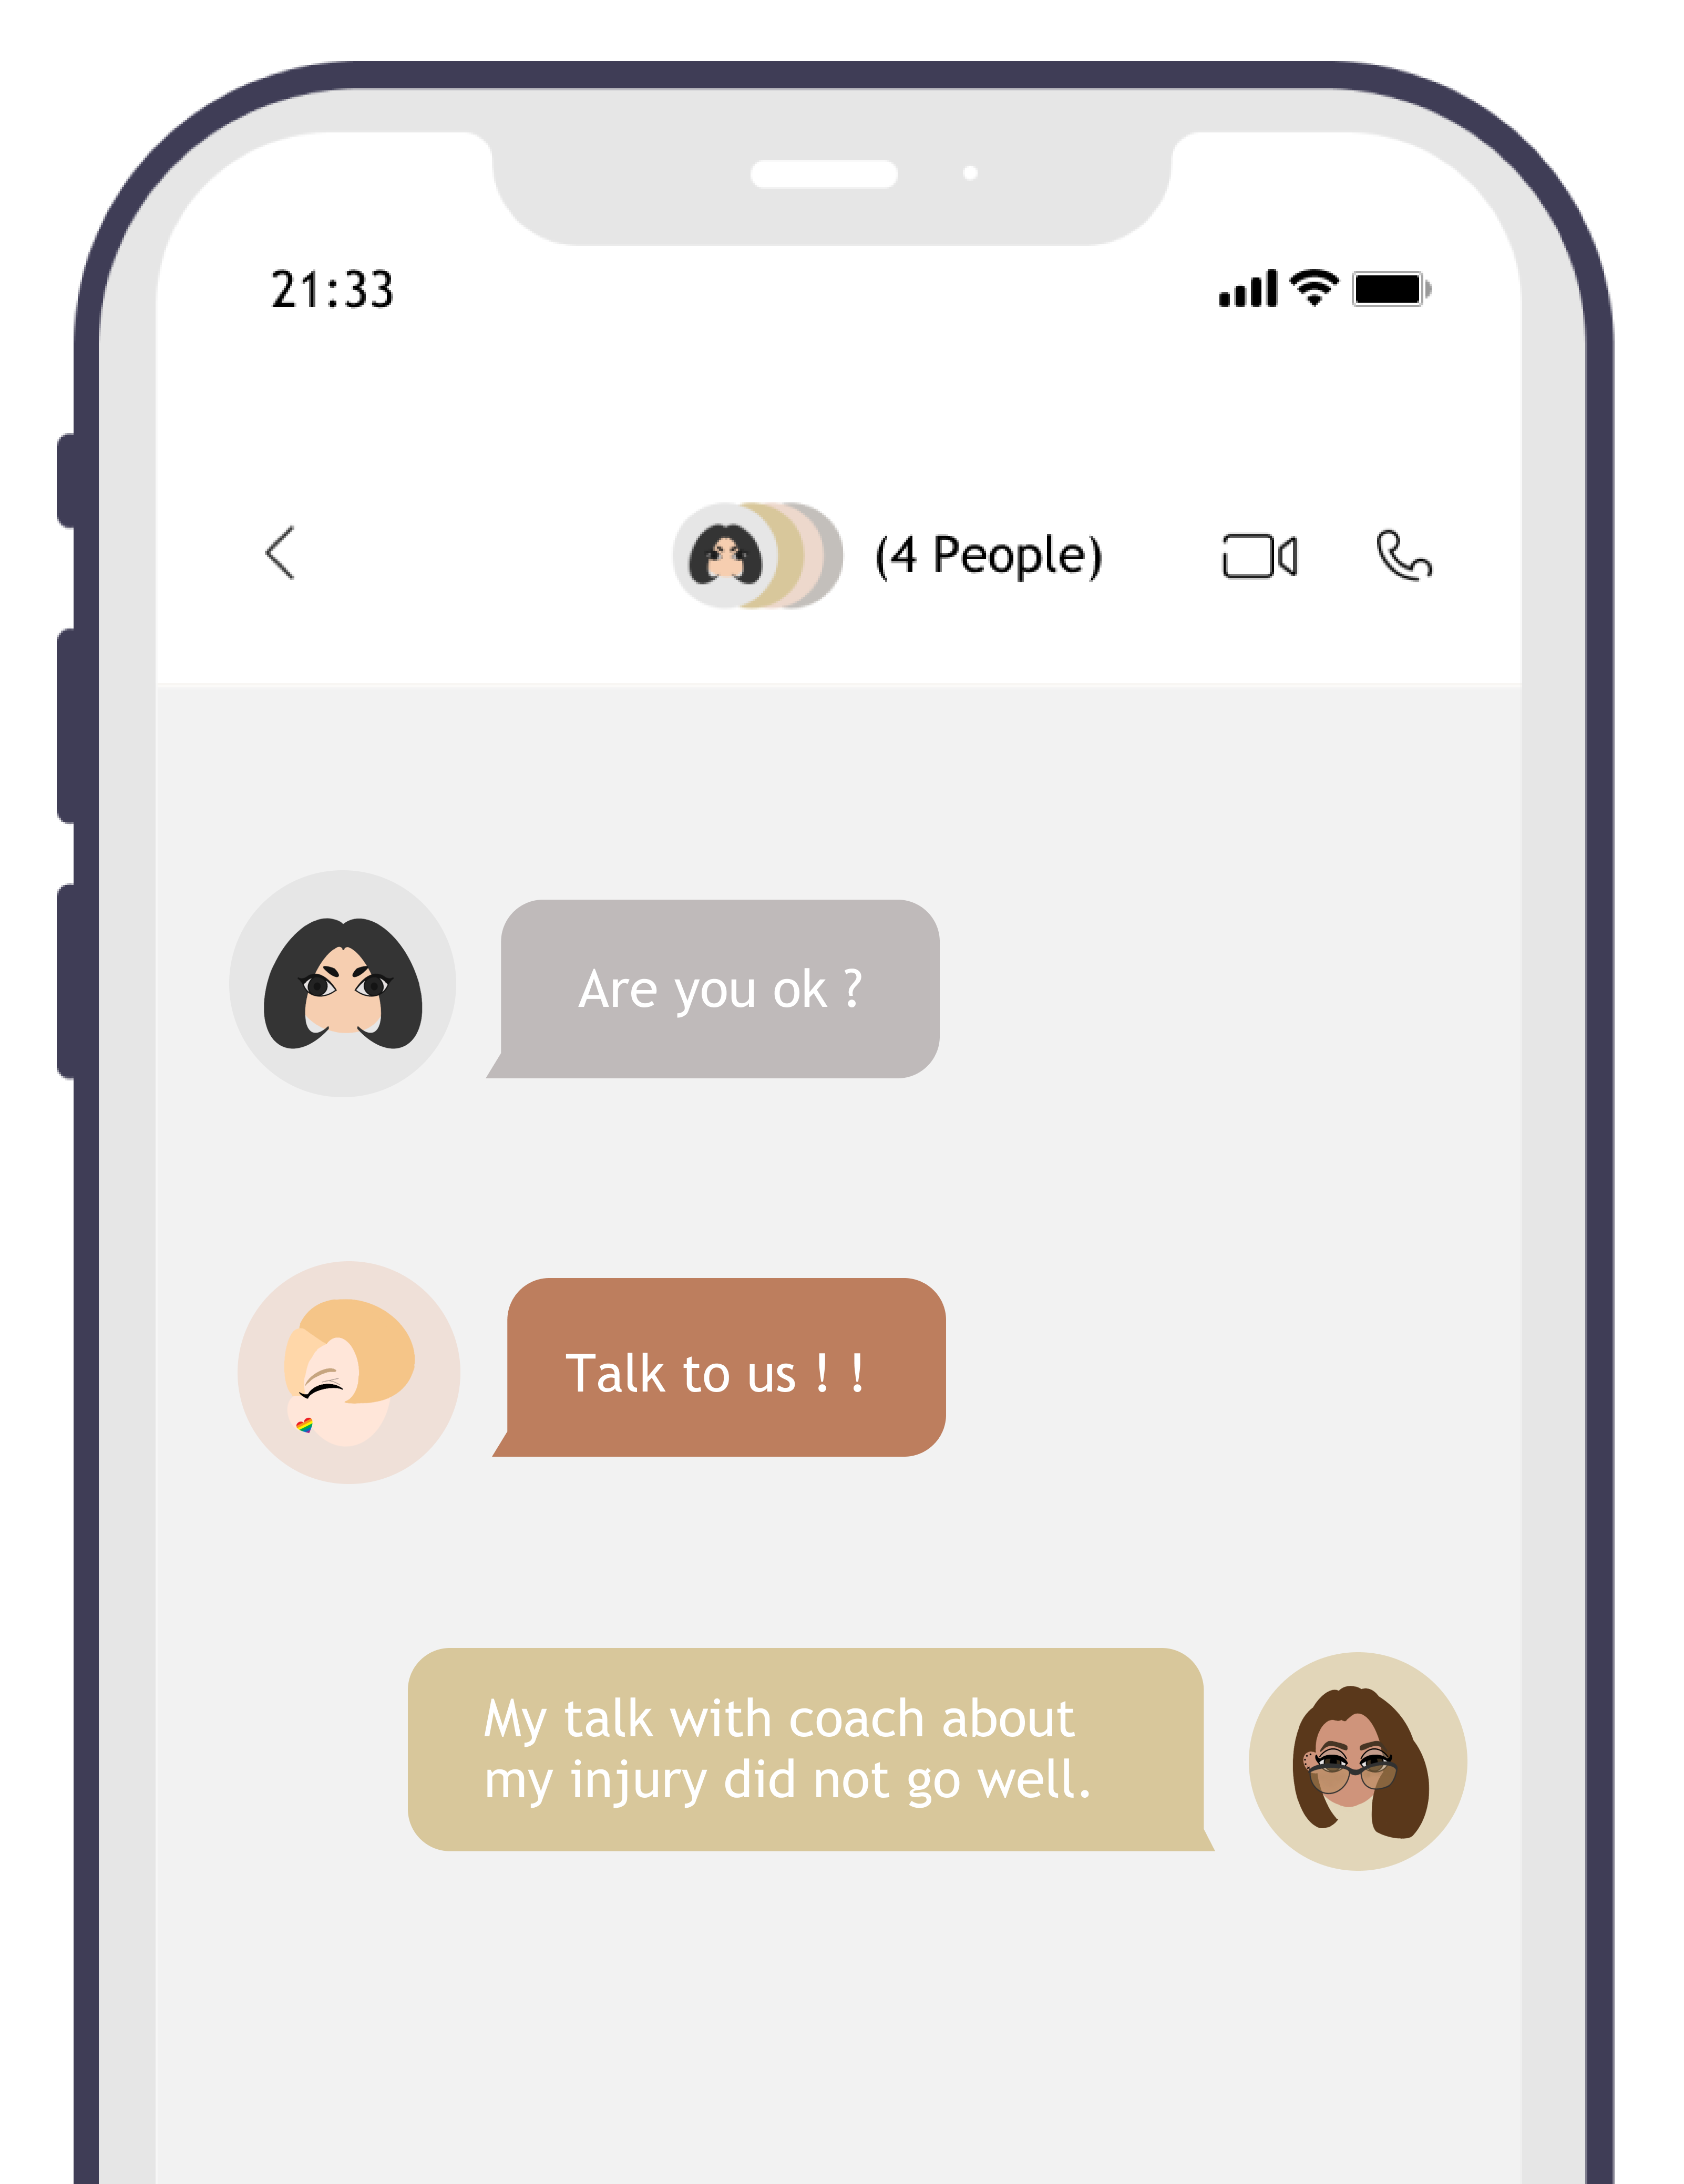 21:33
(4 People)
Are you ok ?
Talk to us ! !
My talk with coach about
my injury did not go well.